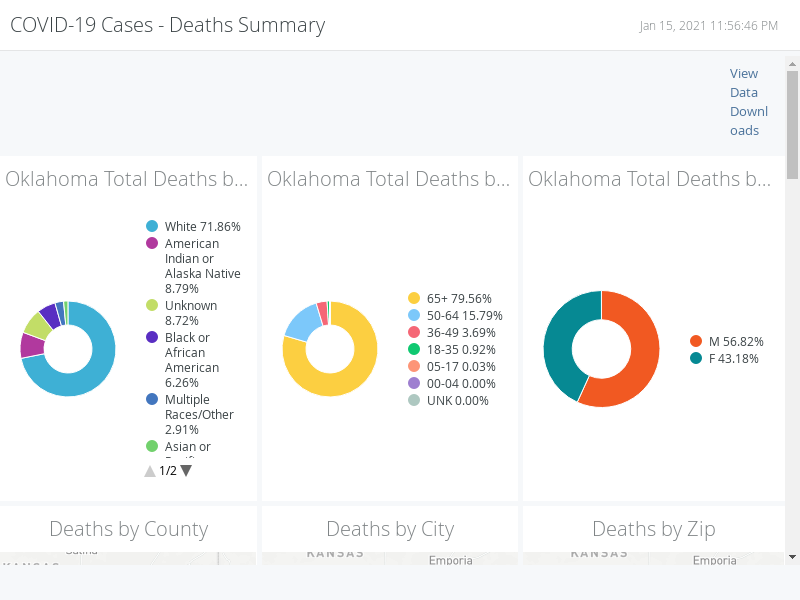 COVID-19 Cases - Deaths Summary
Jan 15, 2021 11:56:46 PM
View
Data
Downl
oads
Oklahoma Total Deaths b...
White 71.86%
American
Indian or
Alaska Native
8.79%
Unknown
8.72%
Black or
African
American
6.26%
Multiple
Races/Other
2.91%
Asian or
1/2
Oklahoma Total Deaths b...
65+ 79.56%
50-64 15.79%
36-49 3.69%
18-35 0.92%
05-17 0.03%
00-04 0.00%
UNK 0.00%
Oklahoma Total Deaths b...
M 56.82%
F 43.18%
Deaths by County
KANSAS
Deaths by City
KANSAS
Emporia
Deaths by Zip
KANSAS
Emporia